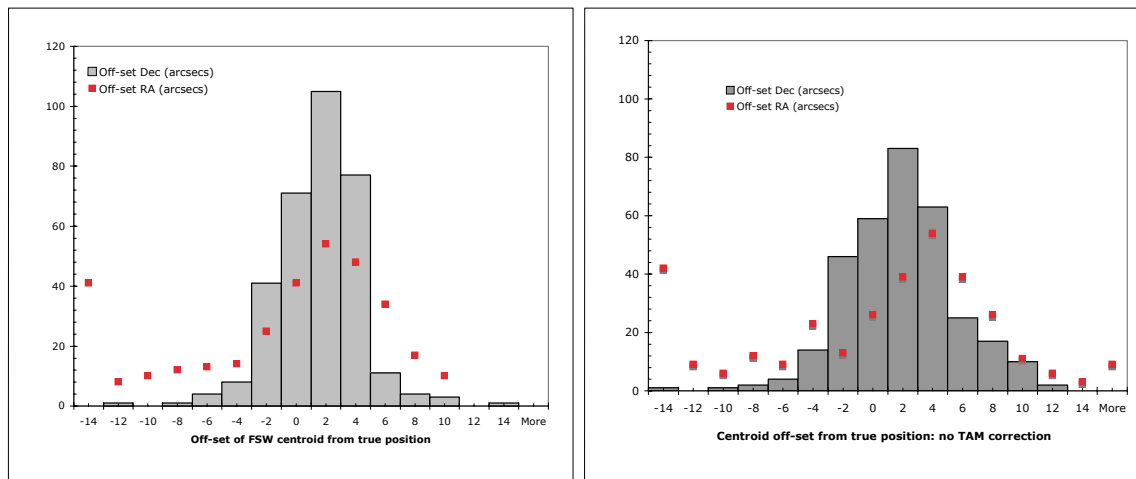 120
100
80
60
40
20
0
Off-set Dec (arcsecs)
Off-set RA (arcsecs)
-14 -12 -10 -8 -6 -4 -2 0 2 4 6 8 10 12 14 More
Off-set of FSW centroid from true position
120
100
80
60
40
20
0
Off-set Dec (arcsecs)
Off-set RA (arcsecs)
-14 -12 -10 -8 -6 -4 -2 0 2 4 6 8 10 12 14 More
Centroid off-set from true position: no TAM correction